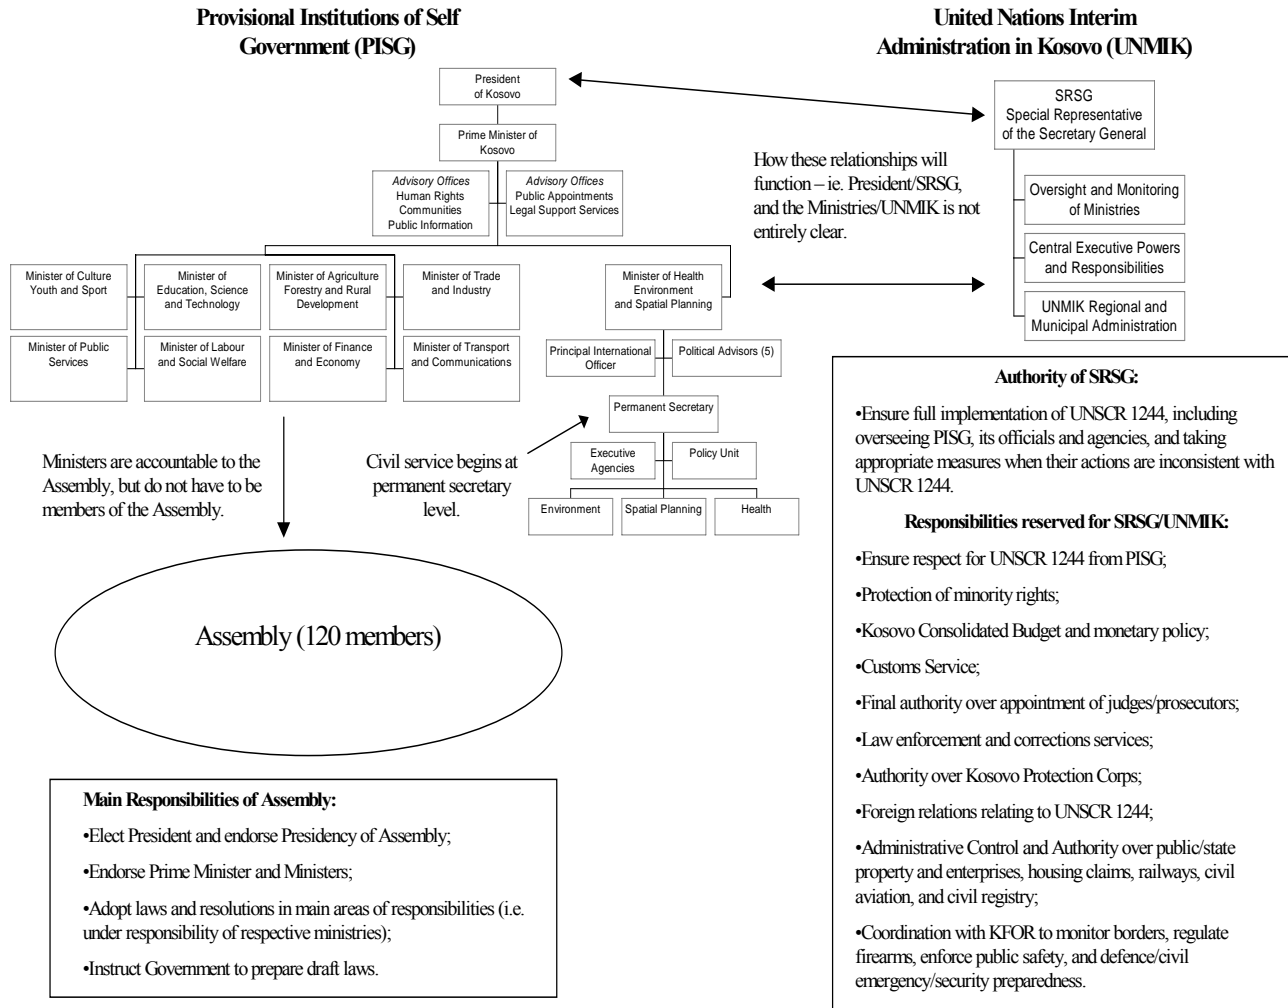 Provisional Institutions of Self
Government (PISG)
United Nations Interim
Administration in Kosovo (UNMIK)
President
of Kosovo
Prime Minister of
Kosovo
Advisory Offices
Human Rights
Communities
Public Information
Advisory Offices
Public Appointments
Legal Support Services
SRSG
Special Representative
of the Secretary General
How these relationships will
function – ie. President/SRSG,
and the Ministries/UNMIK is not
entirely clear.
Oversight and Monitoring
of Ministries
Central Executive Powers
and Responsibilities
UNMIK Regional and
Municipal Administration
Minister of Culture
Youth and Sport
Minister of
Education, Science
and Technology
Minister of Agriculture
Forestry and Rural
Development
Minister of Trade
and Industry
Minister of Health
Environment
and Spatial Planning
Minister of Public
Services
Minister of Labour
and Social Welfare
Minister of Finance
and Economy
Minister of Transport
and Communications
Principal International
Officer
Political Advisors (5)
Permanent Secretary
Executive
Agencies
Policy Unit
Environment
Spatial Planning
Health
Ministers are accountable to the
Assembly, but do not have to be
members of the Assembly.
Civil service begins at
permanent secretary
level.
Assembly (120 members)
Main Responsibilities of Assembly:
•Elect President and endorse Presidency of Assembly;
•Endorse Prime Minister and Ministers;
•Adopt laws and resolutions in main areas of responsibilities (i.e.
under responsibility of respective ministries);
•Instruct Government to prepare draft laws.
Authority of SRSG:
•Ensure full implementation of UNSCR 1244, including
overseeing PISG, its officials and agencies, and taking
appropriate measures when their actions are inconsistent with
UNSCR 1244.
Responsibilities reserved for SRSG/UNMIK:
•Ensure respect for UNSCR 1244 from PISG;
•Protection of minority rights;
•Kosovo Consolidated Budget and monetary policy;
•Customs Service;
•Final authority over appointment of judges/prosecutors;
•Law enforcement and corrections services;
•Authority over Kosovo Protection Corps;
•Foreign relations relating to UNSCR 1244;
•Administrative Control and Authority over public/state
property and enterprises, housing claims, railways, civil
aviation, and civil registry;
•Coordination with KFOR to monitor borders, regulate
firearms, enforce public safety, and defence/civil
emergency/security preparedness.